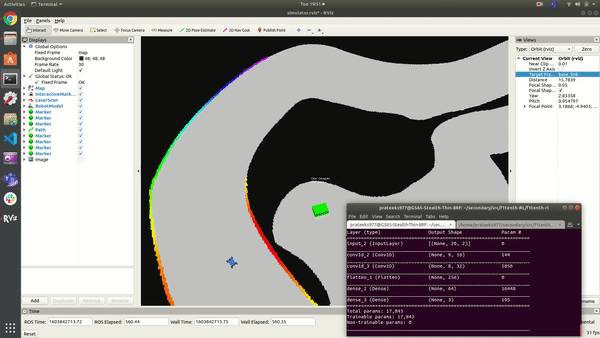 Activities
Terminal
Tue 19:51
simulator.rviz* - RViz
File Panels Help
Interact Move Camera Select Focus Camera Measure 2D Pose Estimate 2D Nav Goal Publish Point
Displays
Global Options
Fixed Frame map
Background Color 48; 48; 48
Frame Rate 30
Default Light
Global Status: Ok
Fixed Frame OK
Map
InteractiveMark
LaserScan
RobotModel
Marker
Marker
Marker
Path
Marker
Marker
Marker
Marker
Image
Add Duplicate Remove Rename
Views
Type: Orbit (rviz) Zero
Current View Orbit (rviz)
Near Clip 0.01
Invert Z Axis
Target Fra base_link
Distance 15.7839
Focal Shap 0.05
Focal Shap
Yaw 2.83358
Pitch 0.954797
Focal Point 3.1886; -4.9403;
prateeks977@GS65-Stealth-Thin-8RF: ~/secondary/src/f1tenth-RL/f1tenth-rl
File Edit View Search Terminal Tabs Help
prateeks977@GS65-Stealth-Thin-8RF: ~/sec...
Layer (type) Output Shape Param #
input_2 (InputLayer) [(None, 20, 2)] 0
conv1d_2 (Conv1D) (None, 9, 16) 144
conv1d_3 (Conv1D) (None, 8, 32) 1056
flatten_1 (Flatten) (None, 256) 0
dense_2 (Dense) (None, 64) 16448
dense_3 (Dense) (None, 3) 195
Total params: 17,843
Trainable params: 17,843
Non-trainable params: 0
Time
ROS Time: 1603842713.72 ROS Elapsed: 560.44 Wall Time: 1603842713.75 Wall Elapsed: 560.35
Reset
31 fps